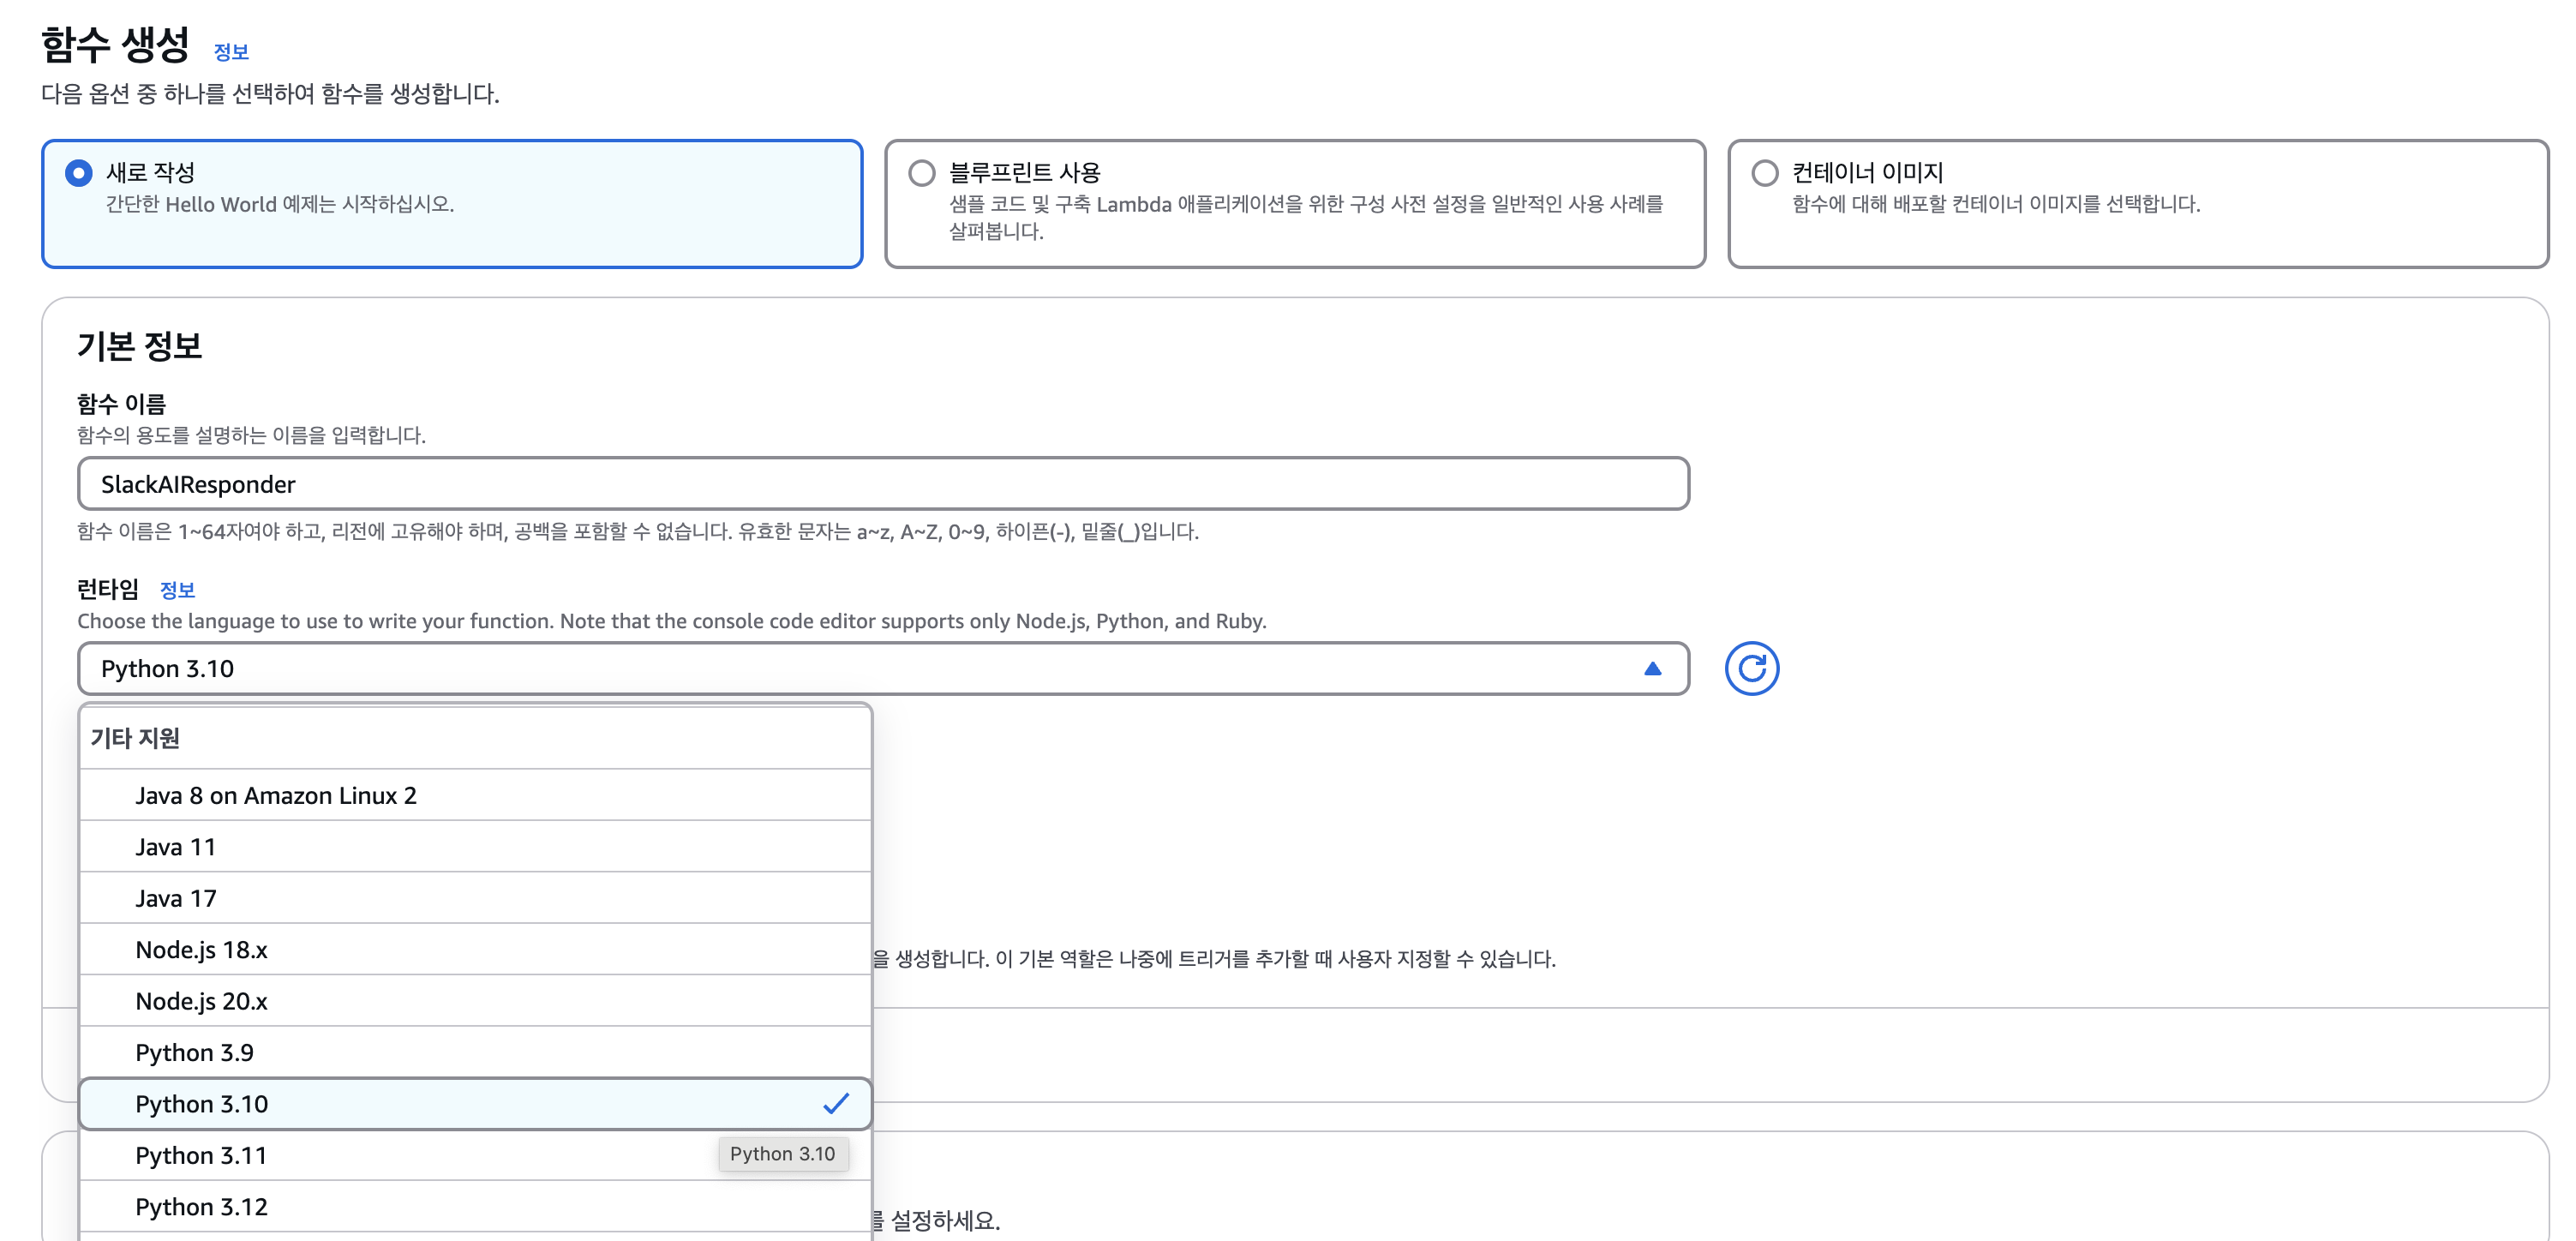 함수 생성 정보
다음 옵션 중 하나를 선택하여 함수를 생성합니다.
새로 작성
간단한 Hello World 예제는 시작하십시오.
블루프린트 사용
샘플 코드 및 구축 Lambda 애플리케이션을 위한 구성 사전 설정을 일반적인 사용 사례를
살펴봅니다.
컨테이너 이미지
함수에 대해 배포할 컨테이너 이미지를 선택합니다.
기본 정보
함수 이름
함수의 용도를 설명하는 이름을 입력합니다.
SlackAIResponder
함수 이름은 1~64자여야 하고, 리전에 고유해야 하며, 공백을 포함할 수 없습니다. 유효한 문자는 a~z, A~Z, 0~9, 하이픈(-), 밑줄(_)입니다.
런타임 정보
Choose the language to use to write your function. Note that the console code editor supports only Node.js, Python, and Ruby.
Python 3.10
기타 지원
Java 8 on Amazon Linux 2
Java 11
Java 17
Node.js 18.x
을 생성합니다. 이 기본 역할은 나중에 트리거를 추가할 때 사용자 지정할 수 있습니다.
Node.js 20.x
Python 3.9
Python 3.10
Python 3.11
Python 3.10
Python 3.12
를 설정하세요.